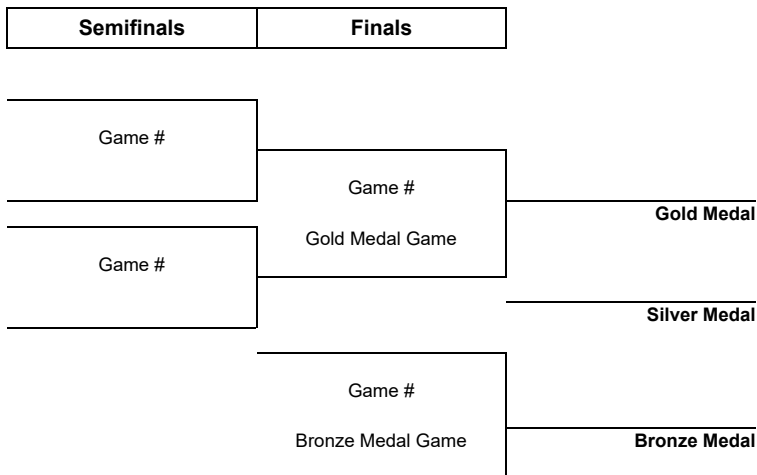 Semifinals Finals
Game #
Game #
Gold Medal
Gold Medal Game
Game #
Silver Medal
Game #
Bronze Medal Game Bronze Medal